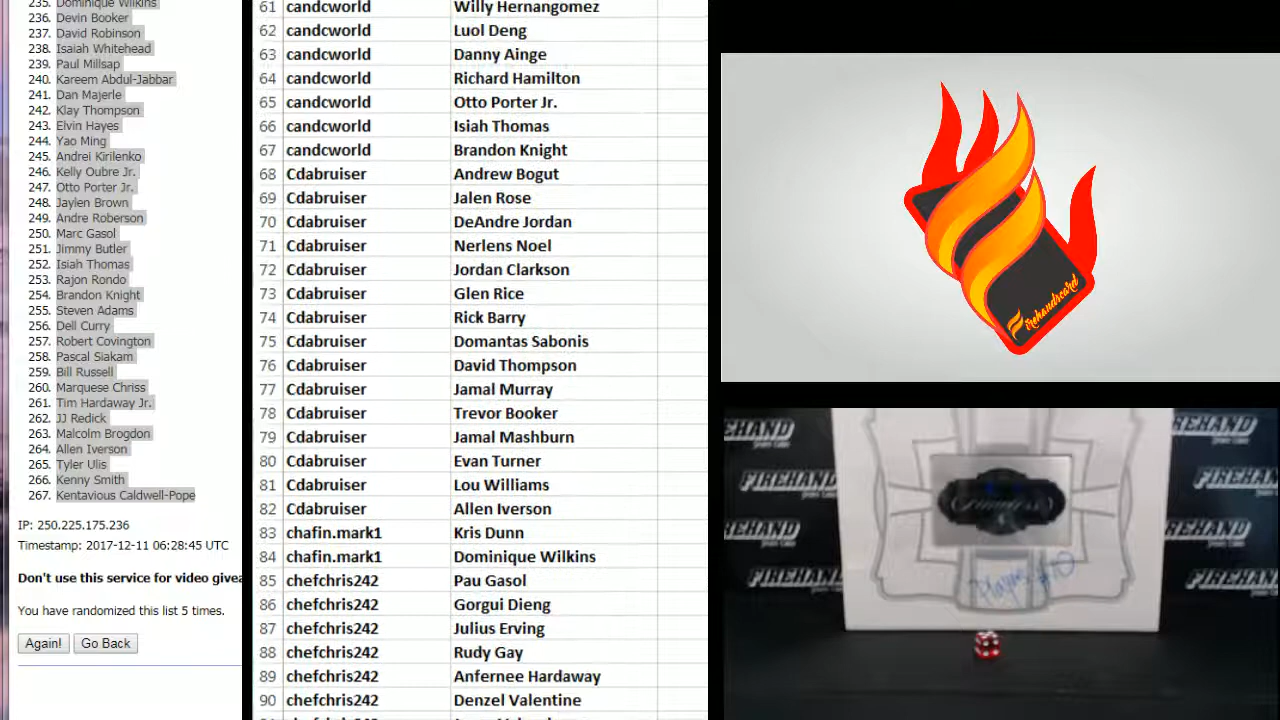 235. Dominique Wilkins
236. Devin Booker
237. David Robinson
238. Isaiah Whitehead
239. Paul Millsap
240. Kareem Abdul-Jabbar
241. Dan Majerle
242. Klay Thompson
243. Elvin Hayes
244. Yao Ming
245. Andrei Kirilenko
246. Kelly Oubre Jr.
247. Otto Porter Jr.
248. Jaylen Brown
249. Andre Roberson
250. Marc Gasol
251. Jimmy Butler
252. Isiah Thomas
253. Rajon Rondo
254. Brandon Knight
255. Steven Adams
256. Dell Curry
257. Robert Covington
258. Pascal Siakam
259. Bill Russell
260. Marquese Chriss
261. Tim Hardaway Jr.
262. JJ Redick
263. Malcolm Brogdon
264. Allen Iverson
265. Tyler Ulis
266. Kenny Smith
267. Kentavious Caldwell-Pope
IP: 250.225.175.236
Timestamp: 2017-12-11 06:28:45 UTC
Don't use this service for video givea
You have randomized this list 5 times.
Again! Go Back
61 candcworld Willy Hernangomez
62 candcworld Luol Deng
63 candcworld Danny Ainge
64 candcworld Richard Hamilton
65 candcworld Otto Porter Jr.
66 candcworld Isiah Thomas
67 candcworld Brandon Knight
68 Cdabruiser Andrew Bogut
69 Cdabruiser Jalen Rose
70 Cdabruiser DeAndre Jordan
71 Cdabruiser Nerlens Noel
72 Cdabruiser Jordan Clarkson
73 Cdabruiser Glen Rice
74 Cdabruiser Rick Barry
75 Cdabruiser Domantas Sabonis
76 Cdabruiser David Thompson
77 Cdabruiser Jamal Murray
78 Cdabruiser Trevor Booker
79 Cdabruiser Jamal Mashburn
80 Cdabruiser Evan Turner
81 Cdabruiser Lou Williams
82 Cdabruiser Allen Iverson
83 chafin.mark1 Kris Dunn
84 chafin.mark1 Dominique Wilkins
85 chefchris242 Pau Gasol
86 chefchris242 Gorgui Dieng
87 chefchris242 Julius Erving
88 chefchris242 Rudy Gay
89 chefchris242 Anfernee Hardaway
90 chefchris242 Denzel Valentine
Firehandscard
FIREHAND
FIREHAND
FIREHAND
FIREHAND
FIREHAND
FIREHAND